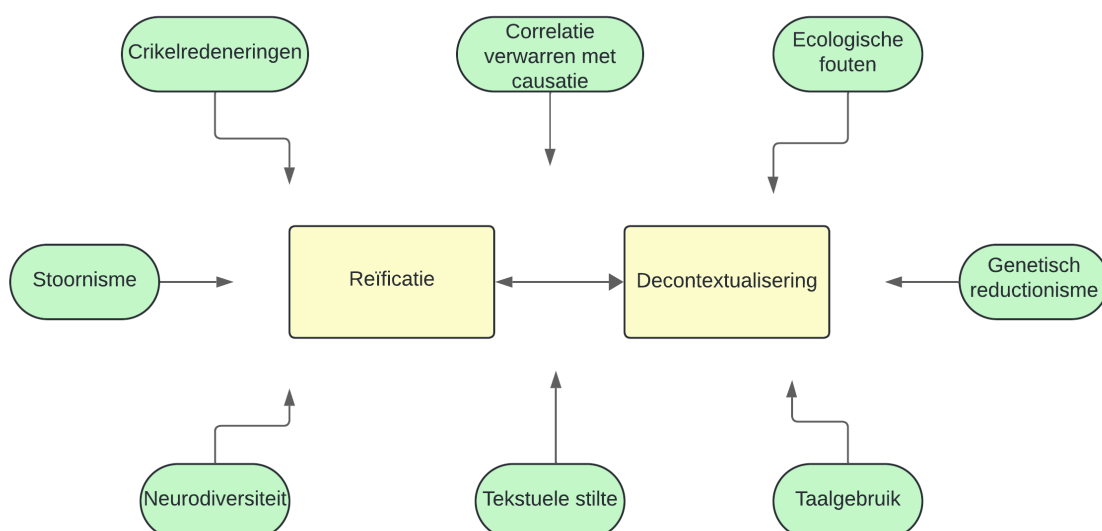 Crikelredeneringen
Correlatie
verwarren met
causatie
Ecologische
fouten
Stoornisme
Reïficatie
Decontextualisering
Genetisch
reductionisme
Neurodiversiteit
Tekstuele stilte
Taalgebruik